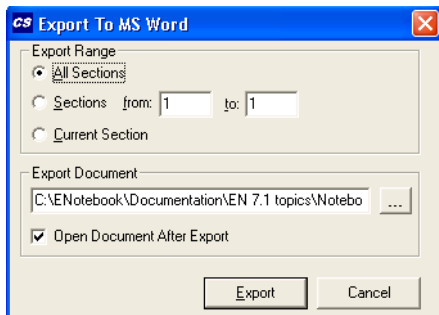 CS Export To MS Word
Export Range
All Sections
Sections from: 1 to: 1
Current Section
Export Document
C:\ENotebook\Documentation\EN 7.1 topics\Notebo ...
Open Document After Export
Export Cancel